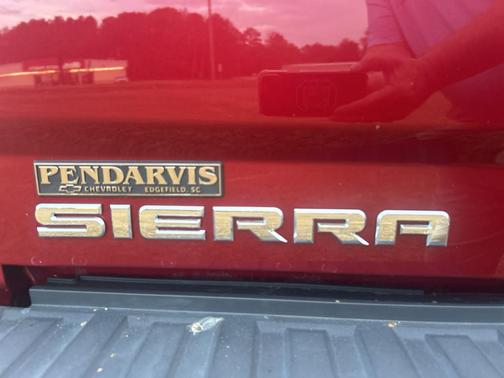 PENDARVIS
CHEVROLET EDGEFIELD, SC
SIERRA